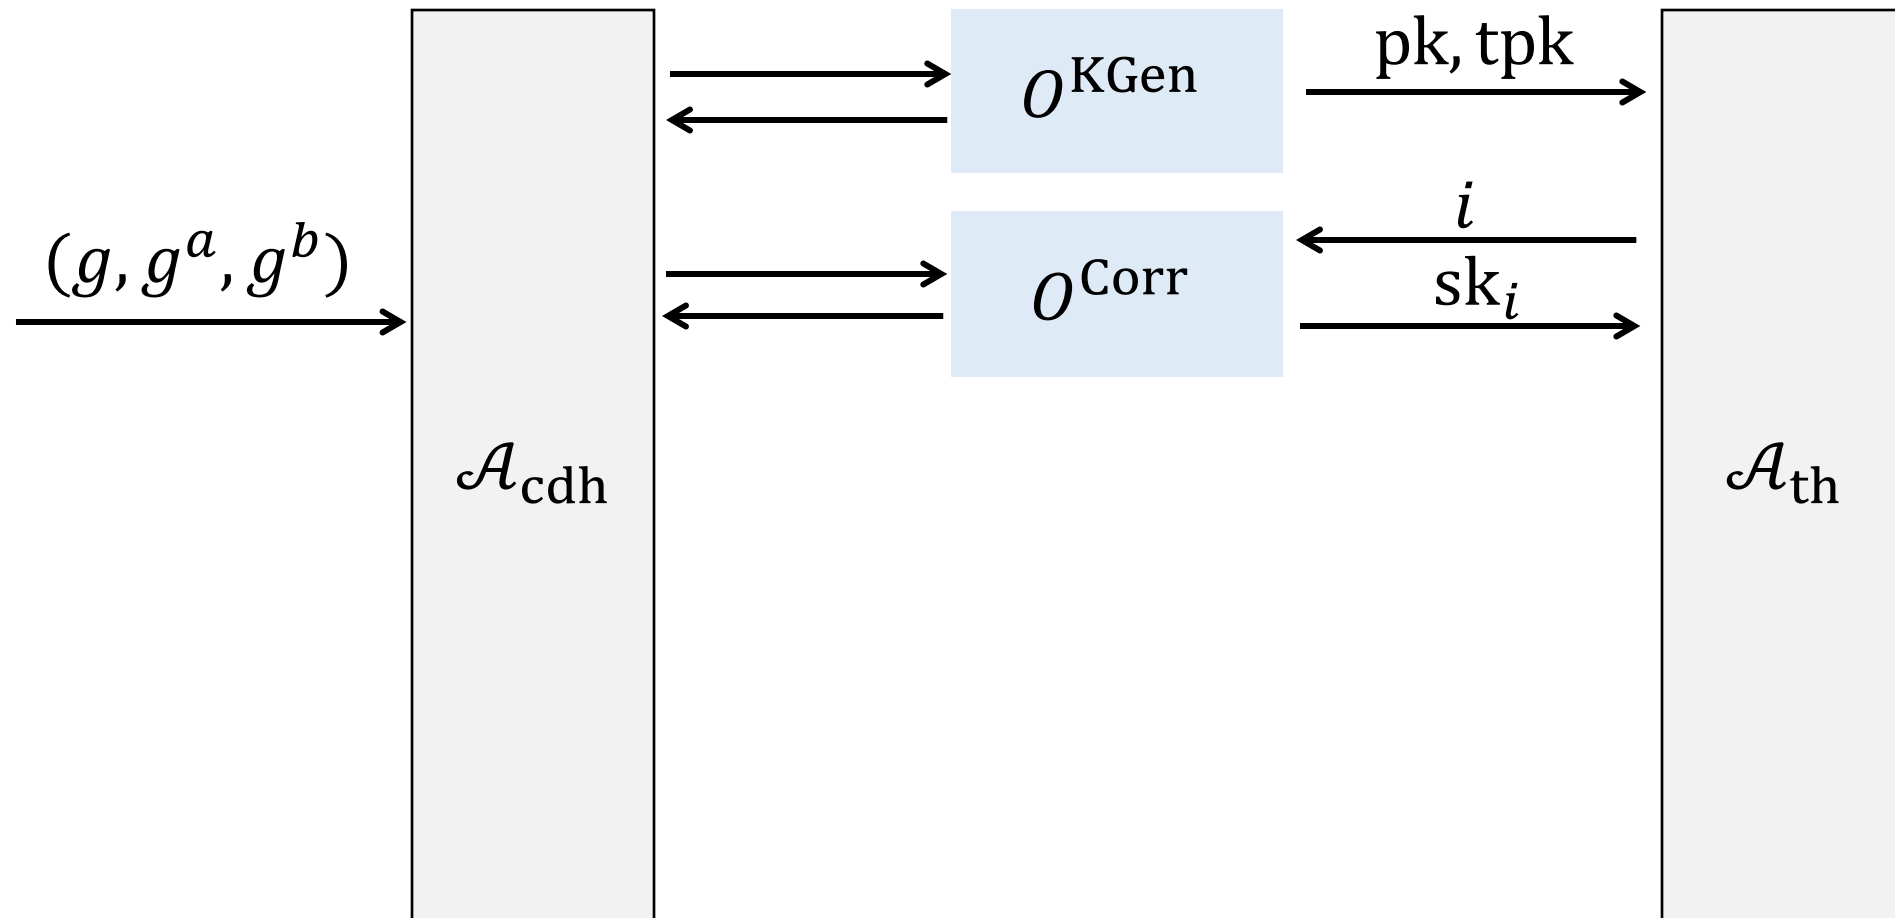 pk, tpk
O^KGen
i
(g, g^a, g^b)
sk_i
O^Corr
𝒜_cdh
𝒜_th